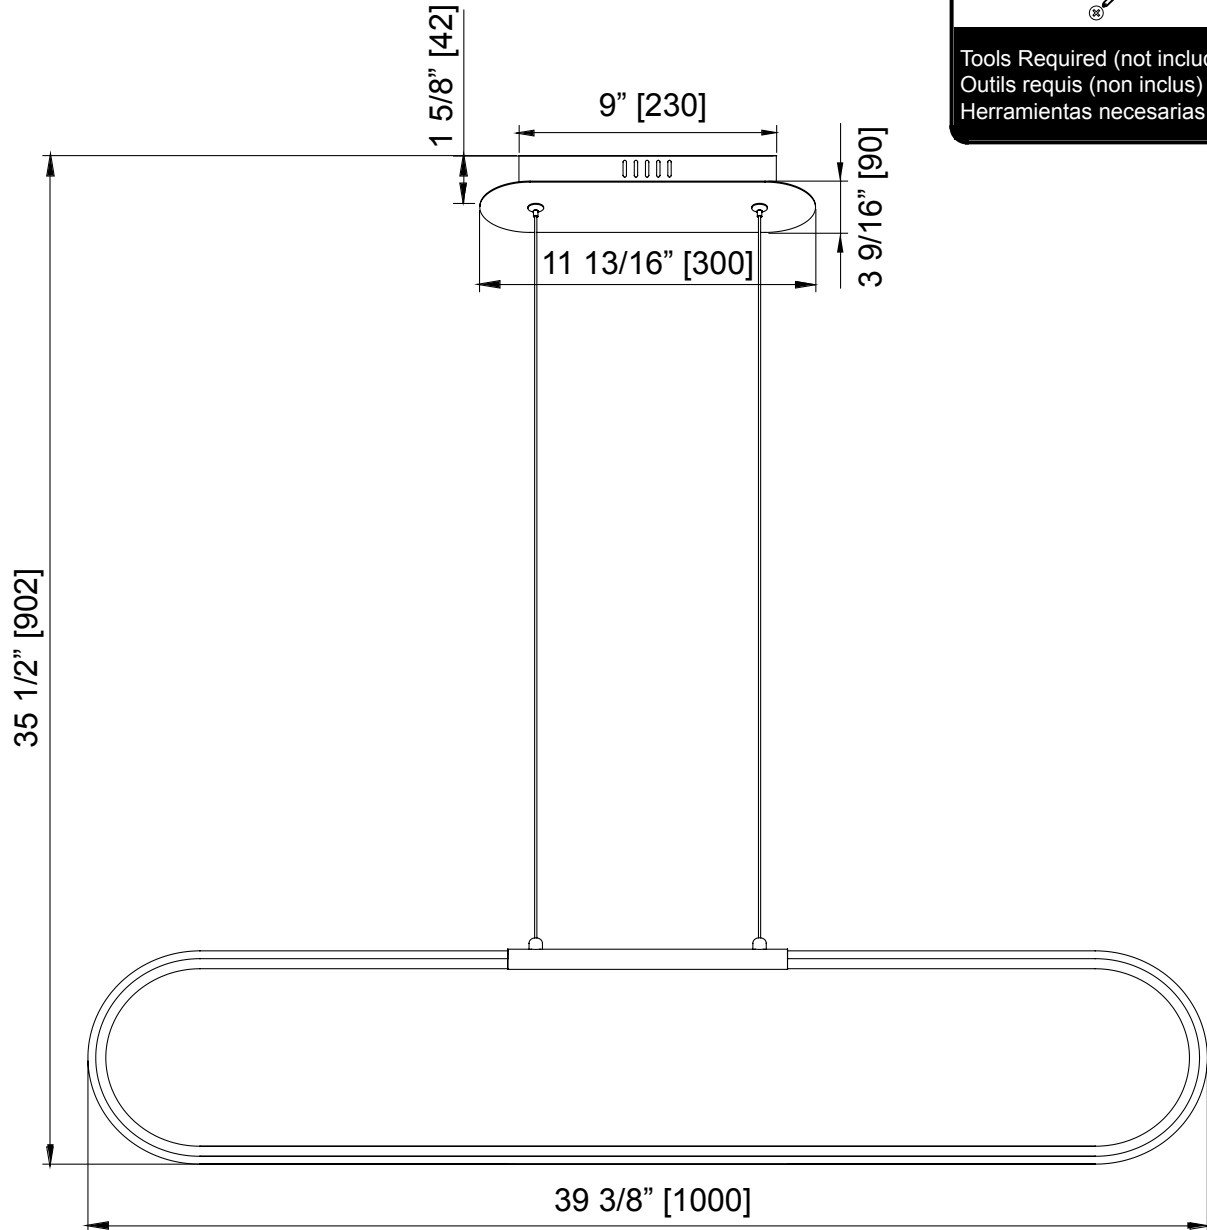 Tools Required (not
Outils requis (non inclus)
Herramientas necesarias
1 5/8” [42]
9” [230]
3 9/16” [90]
11 13/16” [300]
35 1/2” [902]
39 3/8” [1000]